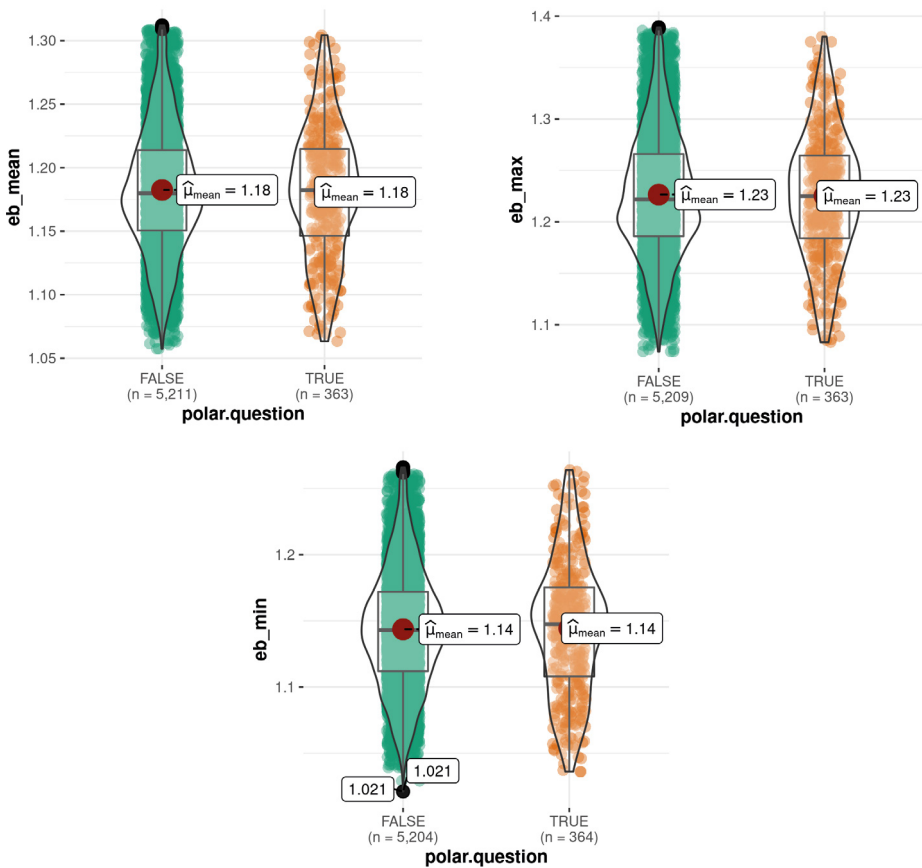 1.30
1.25
1.20
1.15
1.10
1.05
eb_mean
μ̂mean = 1.18
μ̂mean = 1.18
FALSE
(n = 5,211)
TRUE
(n = 363)
polar.question
1.4
1.3
1.2
1.1
eb_max
μ̂mean = 1.23
μ̂mean = 1.23
FALSE
(n = 5,209)
TRUE
(n = 363)
polar.question
1.2
1.1
eb_min
μ̂mean = 1.14
μ̂mean = 1.14
1.021
1.021
FALSE
(n = 5,204)
TRUE
(n = 364)
polar.question